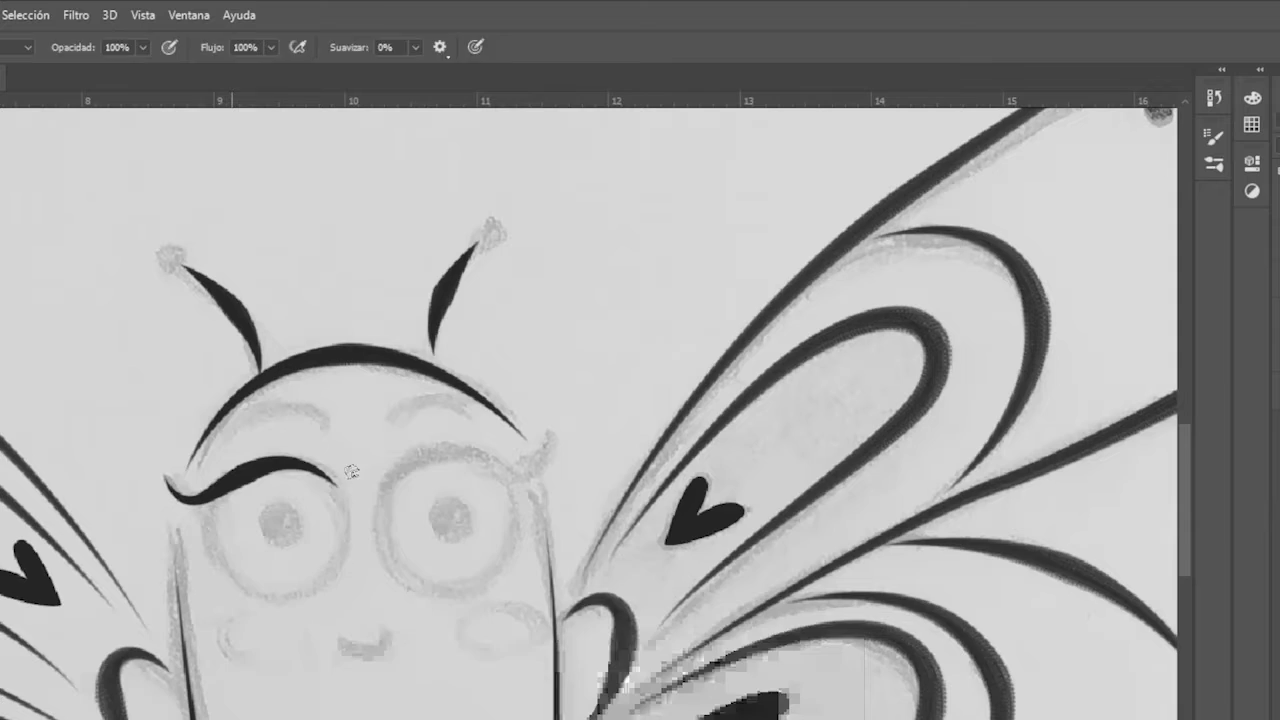 Selección Filtro 3D Vista Ventana Ayuda
Opacidad: 100% Flujo: 100% Suavizar: 0%
8 9 10 11 12 13 14 15 16